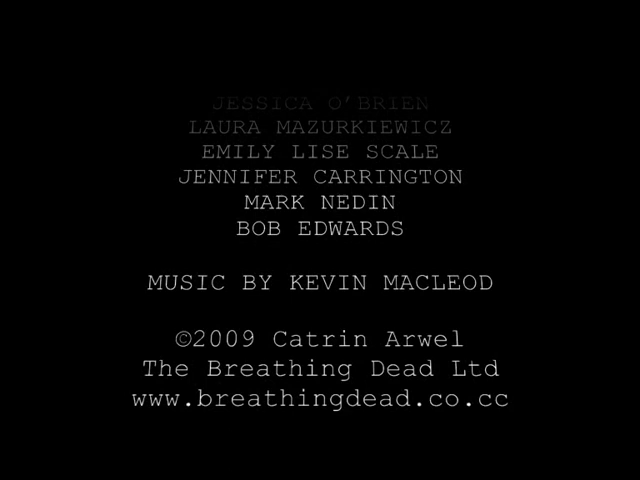 JESSICA O'BRIEN
LAURA MAZURKIEWICZ
EMILY LISE SCALE
JENNIFER CARRINGTON
MARK NEDIN
BOB EDWARDS
MUSIC BY KEVIN MACLEOD
©2009 Catrin Arwel
The Breathing Dead Ltd
www.breathingdead.co.cc